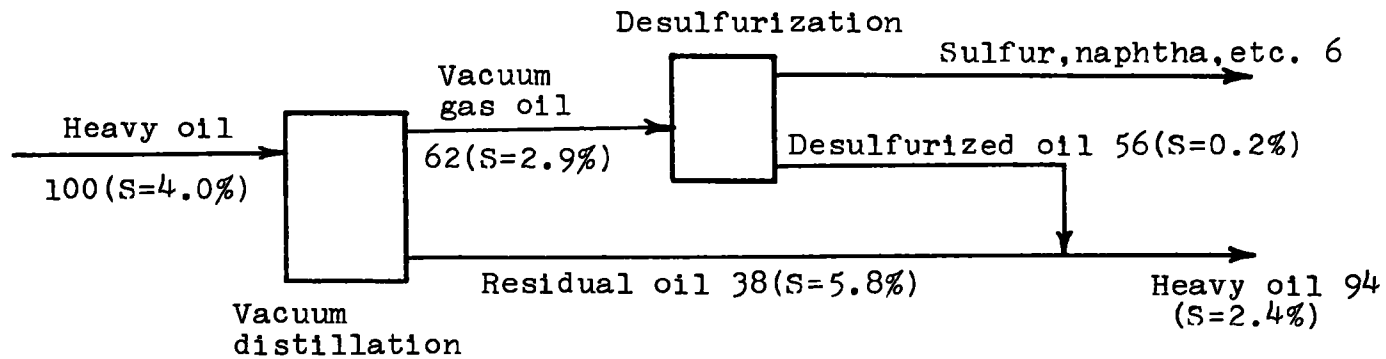 Desulfurization
Sulfur,naphtha,etc. 6
Vacuum
gas oil
Heavy oil
62(S=2.9%)
Desulfurized oil 56(S=0.2%)
100(S=4.0%)
Residual oil 38(S=5.8%)
Heavy oil 94
(S=2.4%)
Vacuum
distillation